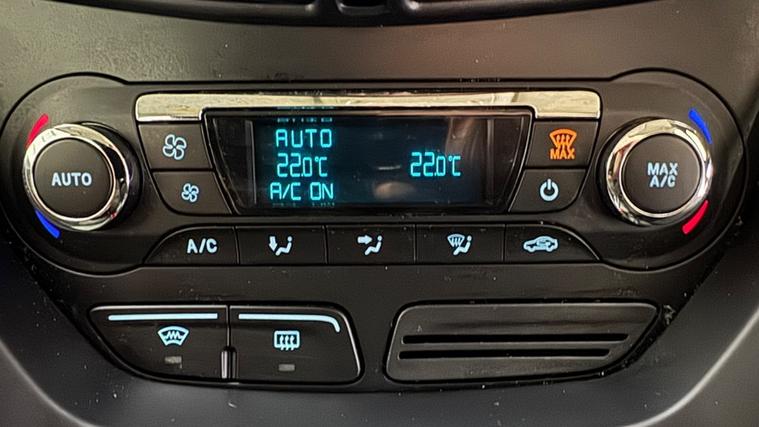 AUTO
22.0°C 22.0°C
A/C ON
MAX
AUTO
MAX
A/C
A/C